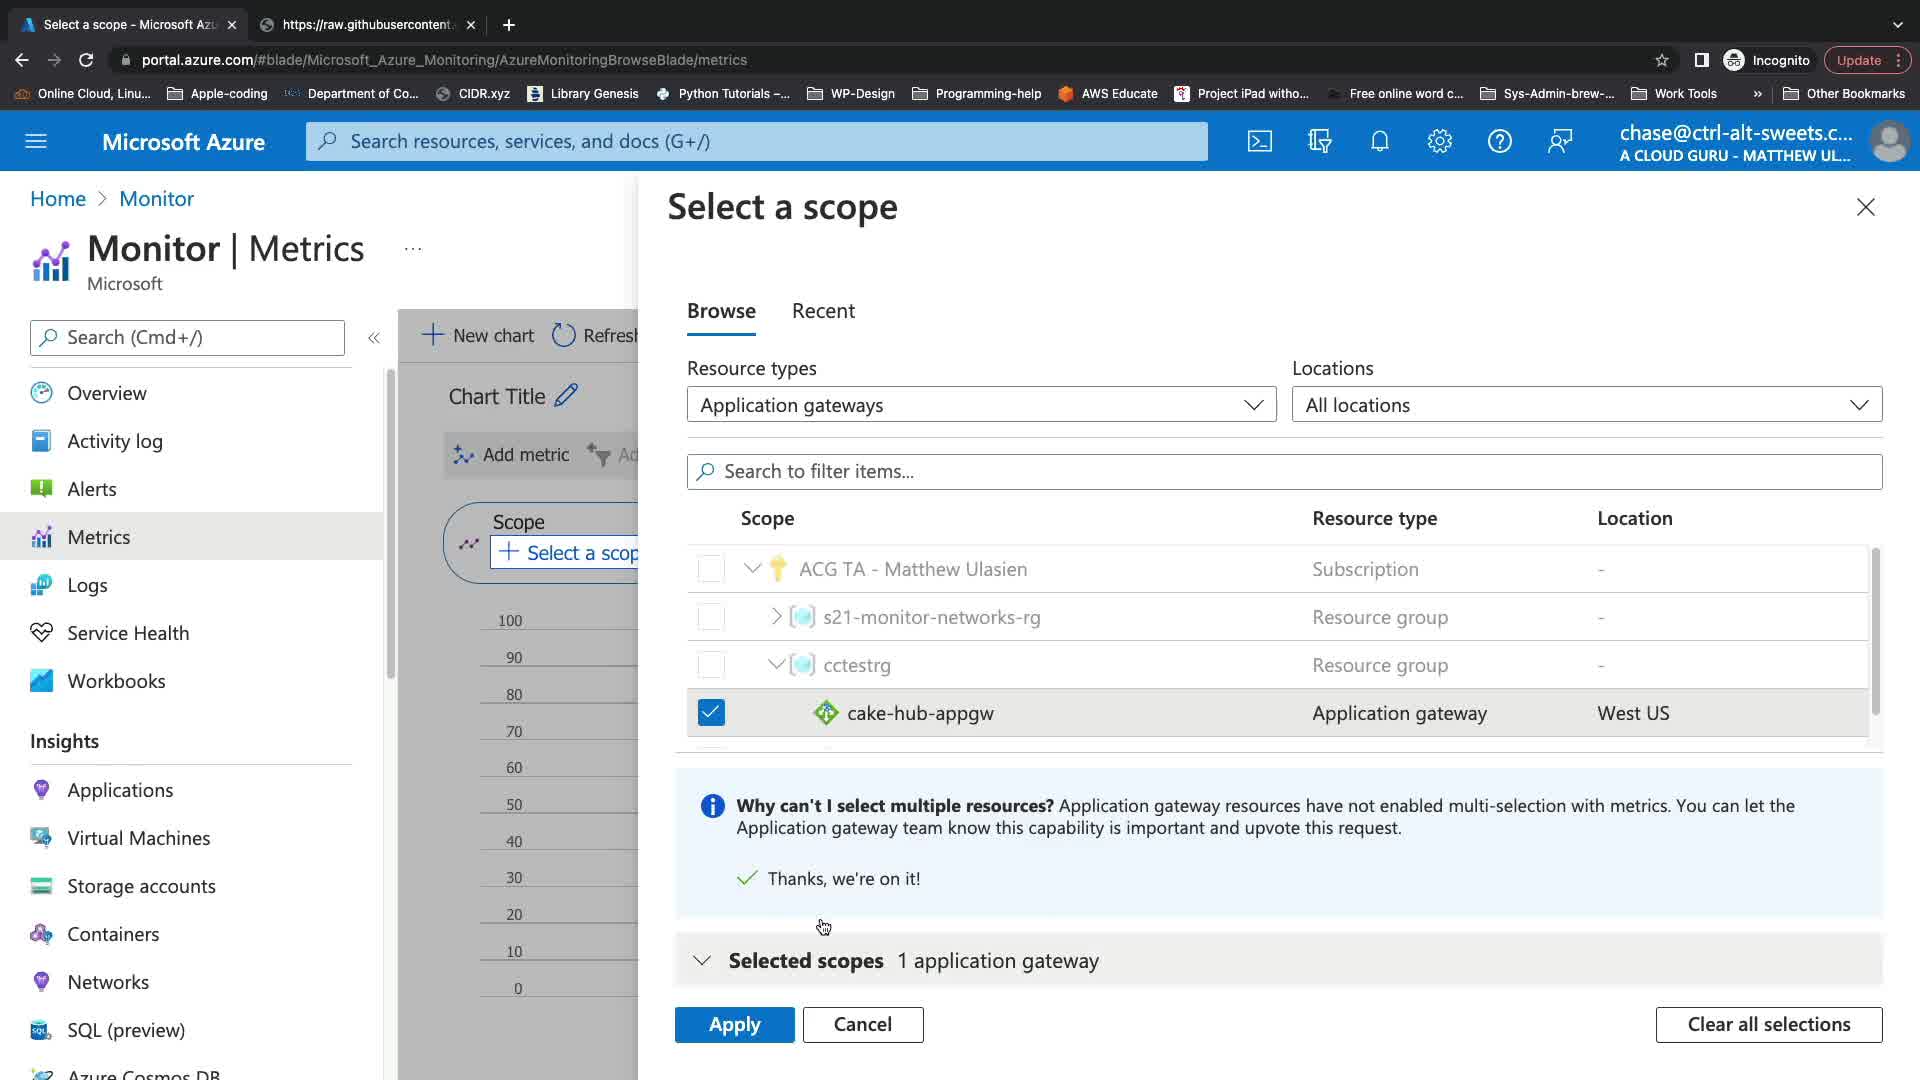 Select a scope - Microsoft Azu
https://raw.githubusercontent.
portal.azure.com/#blade/Microsoft_Azure_Monitoring/AzureMonitoringBrowseBlade/metrics
Incognito
Update
Online Cloud, Linu...
Apple-coding
Department of Co...
CIDR.xyz
Library Genesis
Python Tutorials –...
WP-Design
Programming-help
AWS Educate
Project iPad witho...
Free online word c...
Sys-Admin-brew-...
Work Tools
»
Other Bookmarks
Microsoft Azure
Search resources, services, and docs (G+/)
chase@ctrl-alt-sweets.c...
A CLOUD GURU - MATTHEW UL...
Home > Monitor
Monitor | Metrics ...
Microsoft
Search (Cmd+/)
«
Overview
Activity log
Alerts
Metrics
Logs
Service Health
Workbooks
Insights
Applications
Virtual Machines
Storage accounts
Containers
Networks
SQL (preview)
Azure Cosmos DB
New chart
Refresh
Chart Title
Add metric
Ad
Scope
+ Select a scop
100
90
80
70
60
50
40
30
20
10
0
Select a scope
Browse
Recent
Resource types
Locations
Application gateways
All locations
Search to filter items...
Scope
Resource type
Location
ACG TA - Matthew Ulasien
Subscription
-
s21-monitor-networks-rg
Resource group
-
cctestrg
Resource group
-
cake-hub-appgw
Application gateway
West US
Why can't I select multiple resources? Application gateway resources have not enabled multi-selection with metrics. You can let the
Application gateway team know this capability is important and upvote this request.
Thanks, we're on it!
Selected scopes 1 application gateway
Apply
Cancel
Clear all selections